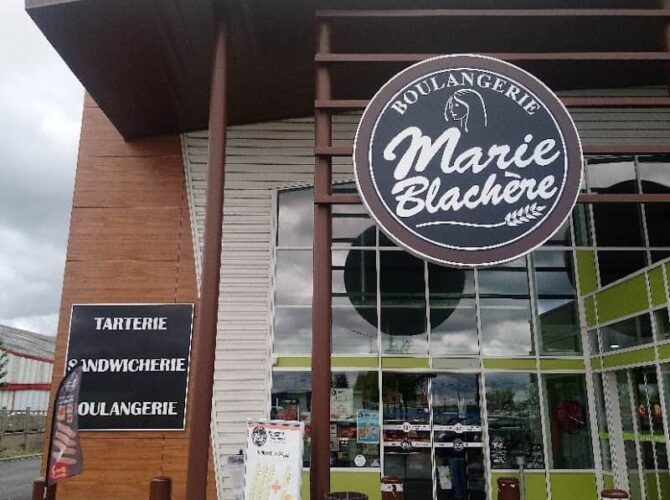 BOULANGERIE
Marie
Blachère
TARTERIE
SANDWICHERIE
BOULANGERIE